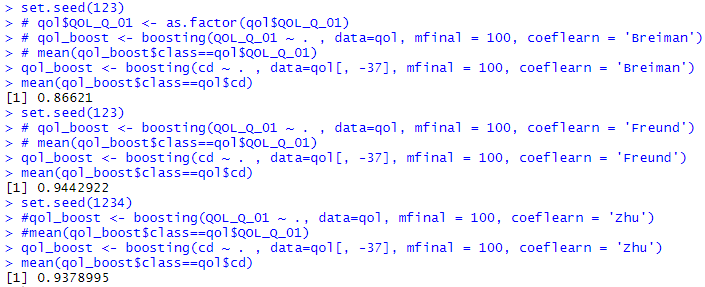 > set.seed(123)
> # qol$QOL_Q_01 <- as.factor(qol$QOL_Q_01)
> # qol_boost <- boosting(QOL_Q_01 ~ . , data=qol, mfinal = 100, coeflearn = 'Breiman')
> # mean(qol_boost$class==qol$QOL_Q_01)
> qol_boost <- boosting(cd ~ . , data=qol[, -37], mfinal = 100, coeflearn = 'Breiman')
> mean(qol_boost$class==qol$cd)
[1] 0.86621
> set.seed(123)
> # qol_boost <- boosting(QOL_Q_01 ~ . , data=qol, mfinal = 100, coeflearn = 'Freund')
> # mean(qol_boost$class==qol$QOL_Q_01)
> qol_boost <- boosting(cd ~ . , data=qol[, -37], mfinal = 100, coeflearn = 'Freund')
> mean(qol_boost$class==qol$cd)
[1] 0.9442922
> set.seed(1234)
> #qol_boost <- boosting(QOL_Q_01 ~ ., data=qol, mfinal = 100, coeflearn = 'Zhu')
> #mean(qol_boost$class==qol$QOL_Q_01)
> qol_boost <- boosting(cd ~ . , data=qol[, -37], mfinal = 100, coeflearn = 'Zhu')
> mean(qol_boost$class==qol$cd)
[1] 0.9378995